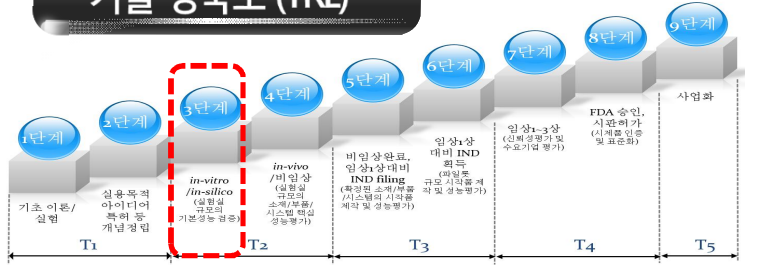 기술 성숙도 (TRL)
1단계
2단계
3단계
4단계
5단계
6단계
7단계
8단계
9단계
기초 이론/
실험
실용목적
아이디어
특허 등
개념정립
in-vitro
/in-silico
(실험실
규모의
기본성능 검증)
in-vivo
/비임상
(실험실
규모의
소재/부품/
시스템 핵심
성능평가)
비임상완료,
임상1상대비
IND filing
(확정된 소재/부품
/시스템의 시작품
제작 및 성능평가)
임상1상
대비 IND
획득
(파일롯
규모 시작품 제
작 및 성능평가)
임상1~3상
(신뢰성평가 및
수요기업 평가)
FDA 승인,
시판허가
(시제품 인증
및 표준화)
사업화
T1
T2
T3
T4
T5